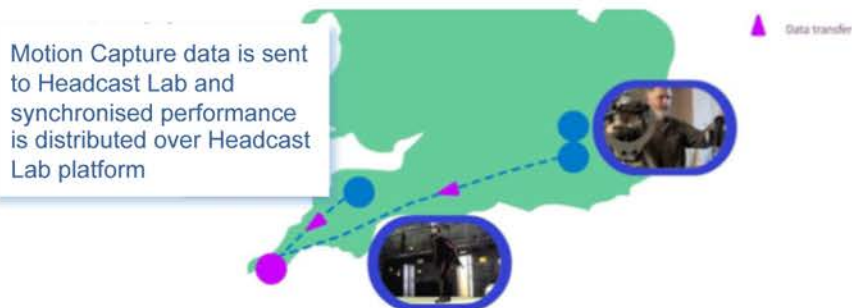 Motion Capture data is sent
to Headcast Lab and
synchronised performance
is distributed over Headcast
Lab platform
Data transfer